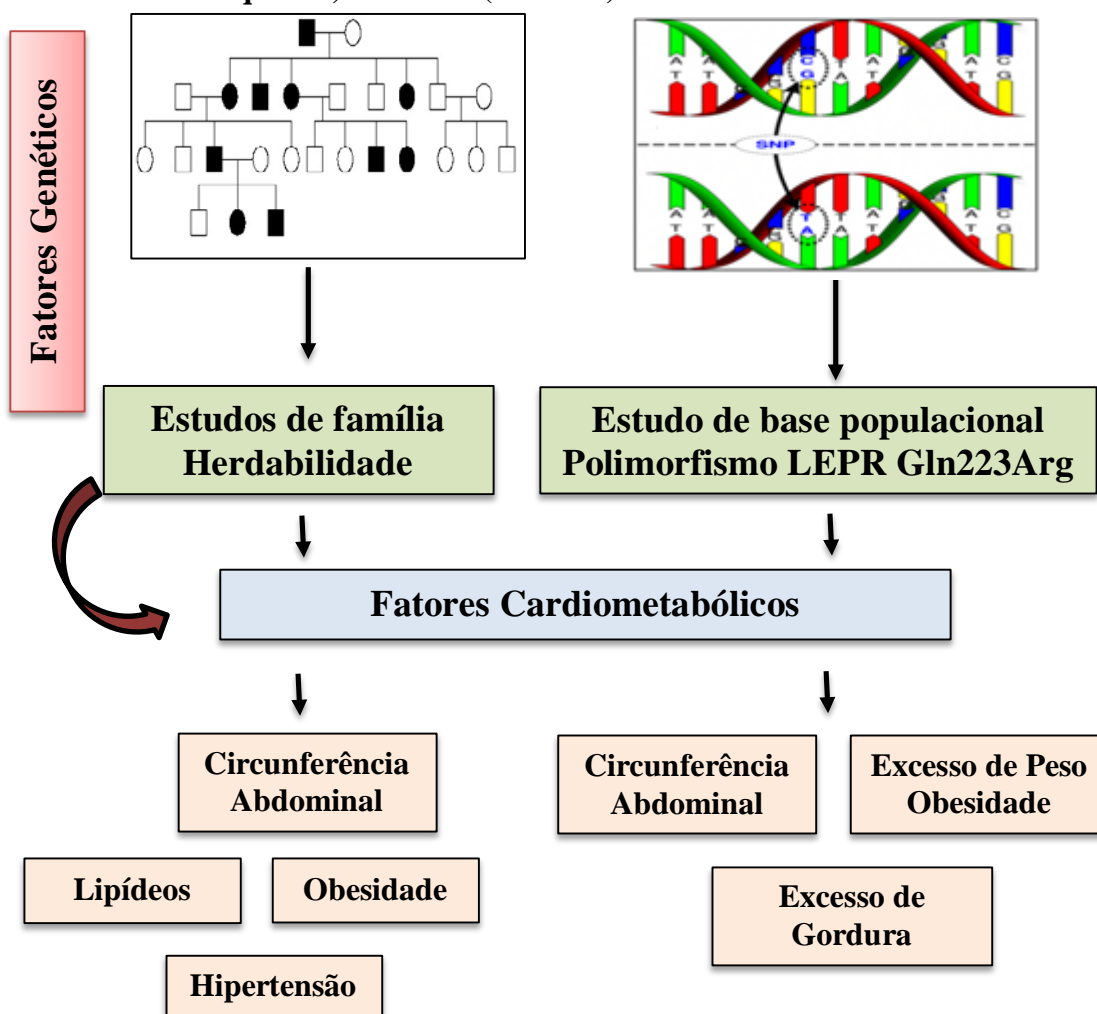 Fatores Genéticos
SNP
Estudos de família
Herdabilidade
Estudo de base populacional
Polimorfismo LEPR Gln223Arg
Fatores Cardiometabólicos
Circunferência
Abdominal
Circunferência
Abdominal
Excesso de Peso
Obesidade
Lipídeos
Obesidade
Excesso de
Gordura
Hipertensão